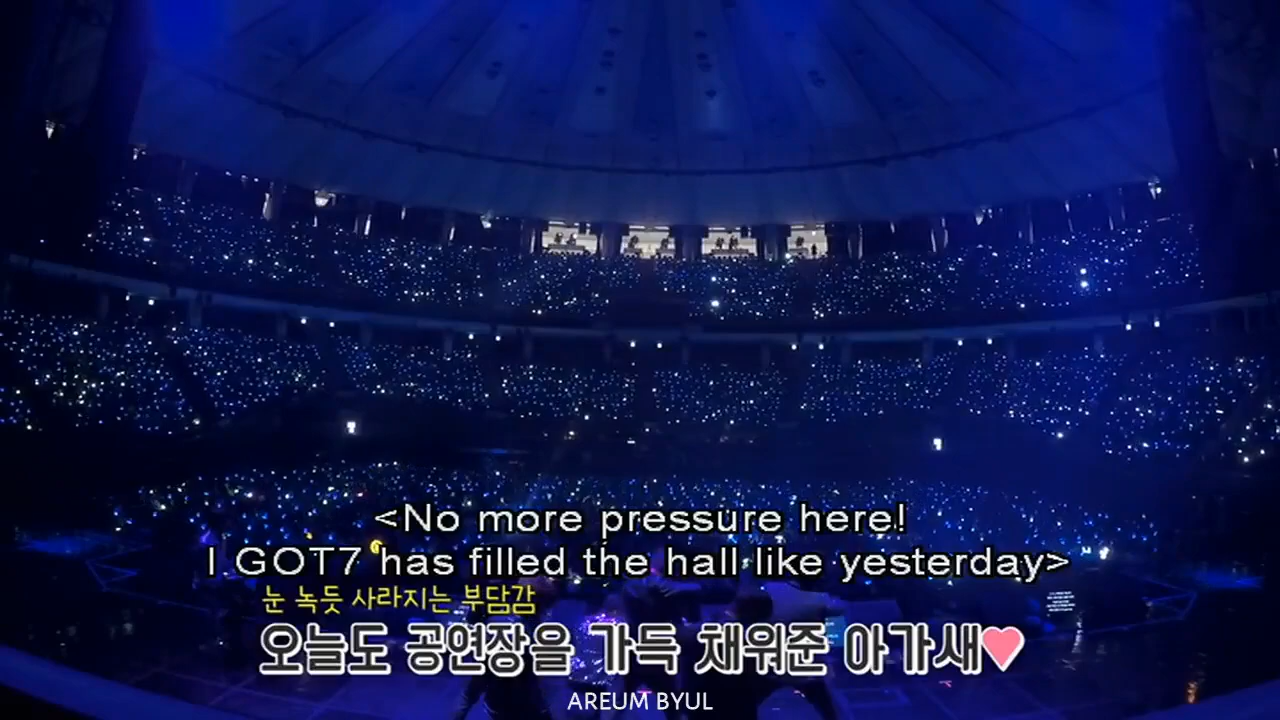 <No more pressure here!
I GOT7 has filled the hall like yesterday>
눈 녹듯 사라지는 부담감
오늘도 공연장을 가득 채워준 아가새♥
AREUM BYUL